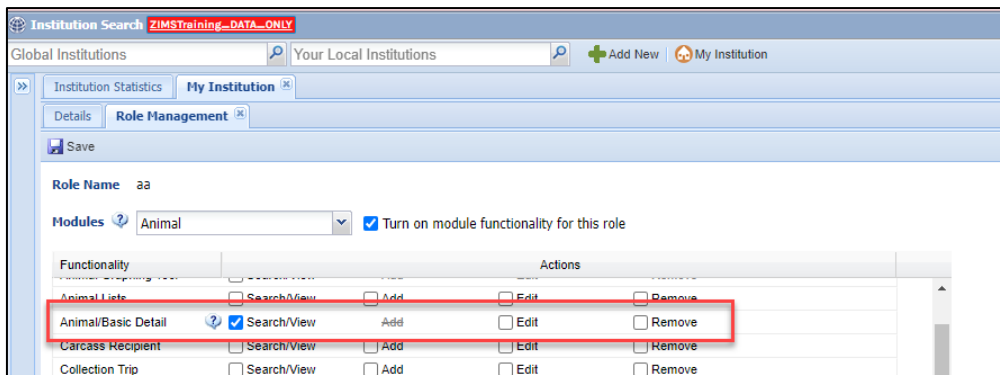 Institution Search ZIMSTraining_DATA_ONLY
Global Institutions Your Local Institutions Add New My Institution
Institution Statistics My Institution
Details Role Management
Save
Role Name aa
Modules Animal Turn on module functionality for this role
Functionality Actions
Animal Lists Search/View Add Edit Remove
Animal/Basic Detail Search/View Add Edit Remove
Carcass Recipient Search/View Add Edit Remove
Collection Trip Search/View Add Edit Remove